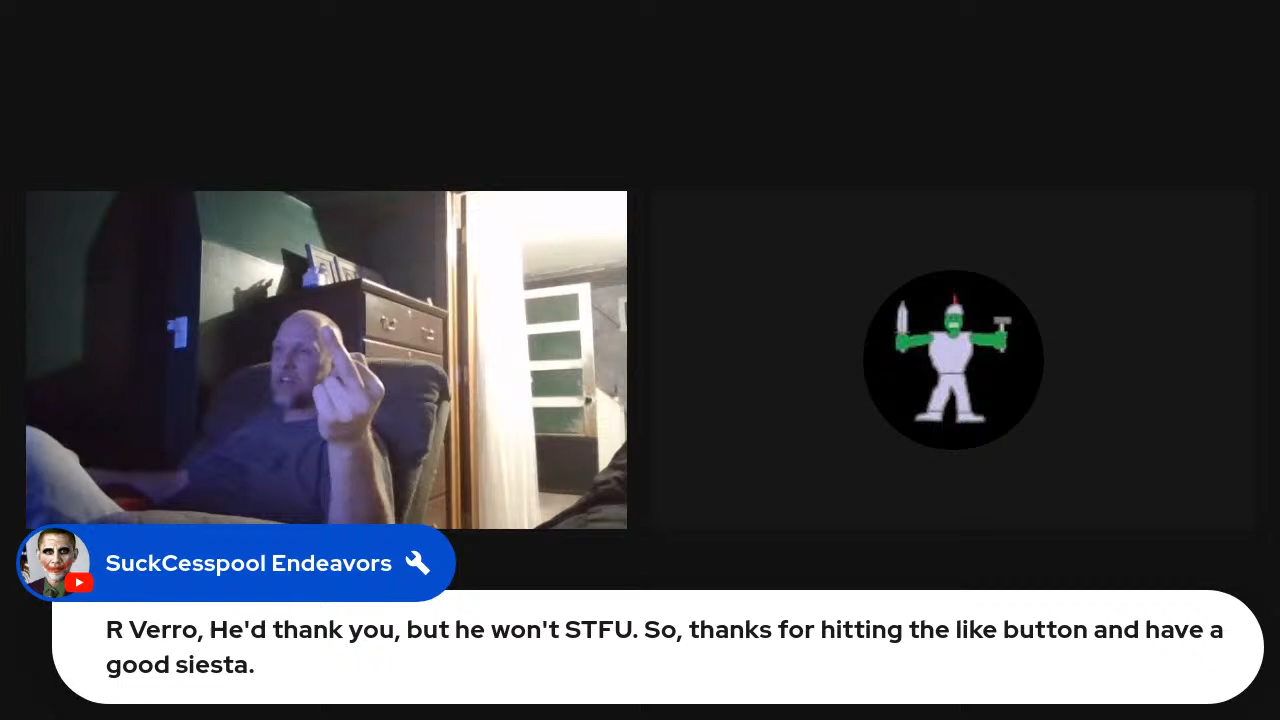 SuckCesspool Endeavors
R Verro, He'd thank you, but he won't STFU. So, thanks for hitting the like button and have a
good siesta.